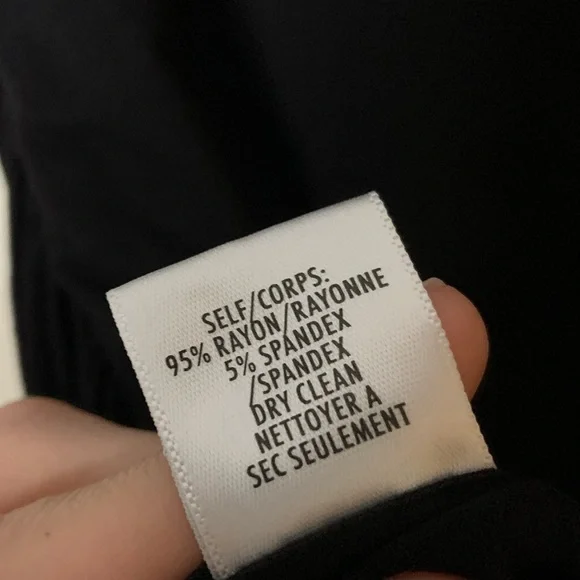 SELF/CORPS:
95% RAYON/RAYONNE
5% SPANDEX
/SPANDEX
DRY CLEAN
NETTOYER A
SEC SEULEMENT